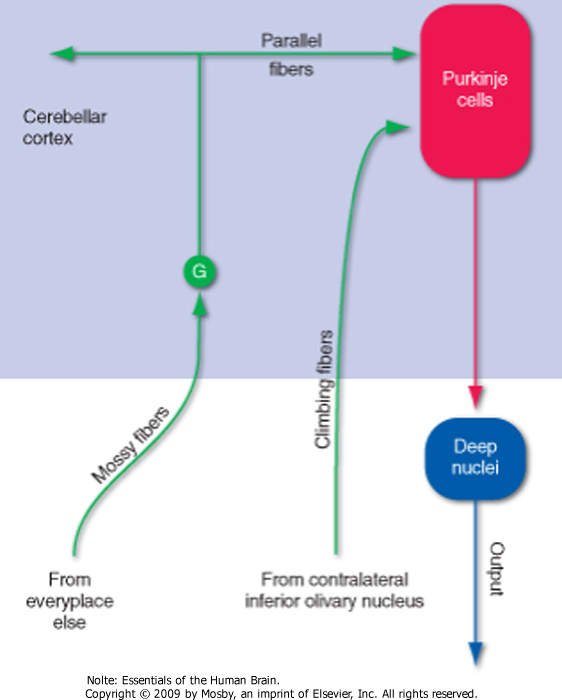 Parallel
fibers
Purkinje
cells
Cerebellar
cortex
G
Climbing fibers
Mossy fibers
Deep
nuclei
Output
From
everyplace
else
From contralateral
inferior olivary nucleus
Nolte: Essentials of the Human Brain.
Copyright © 2009 by Mosby, an imprint of Elsevier, Inc. All rights reserved.